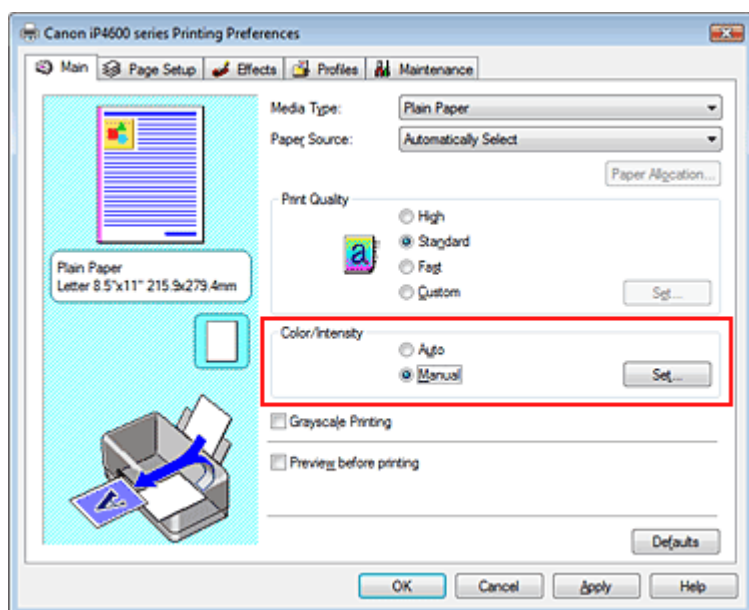 Canon iP4600 series Printing Preferences
Main
Page Setup
Effects
Profiles
Maintenance
Media Type:
Plain Paper
Paper Source:
Automatically Select
Paper Allocation...
Print Quality
High
Standard
Fast
Custom
Set...
a
Plain Paper
Letter 8.5"x11" 215.9x279.4mm
Color/Intensity
Auto
Manual
Set...
Grayscale Printing
Preview before printing
Defaults
OK
Cancel
Apply
Help